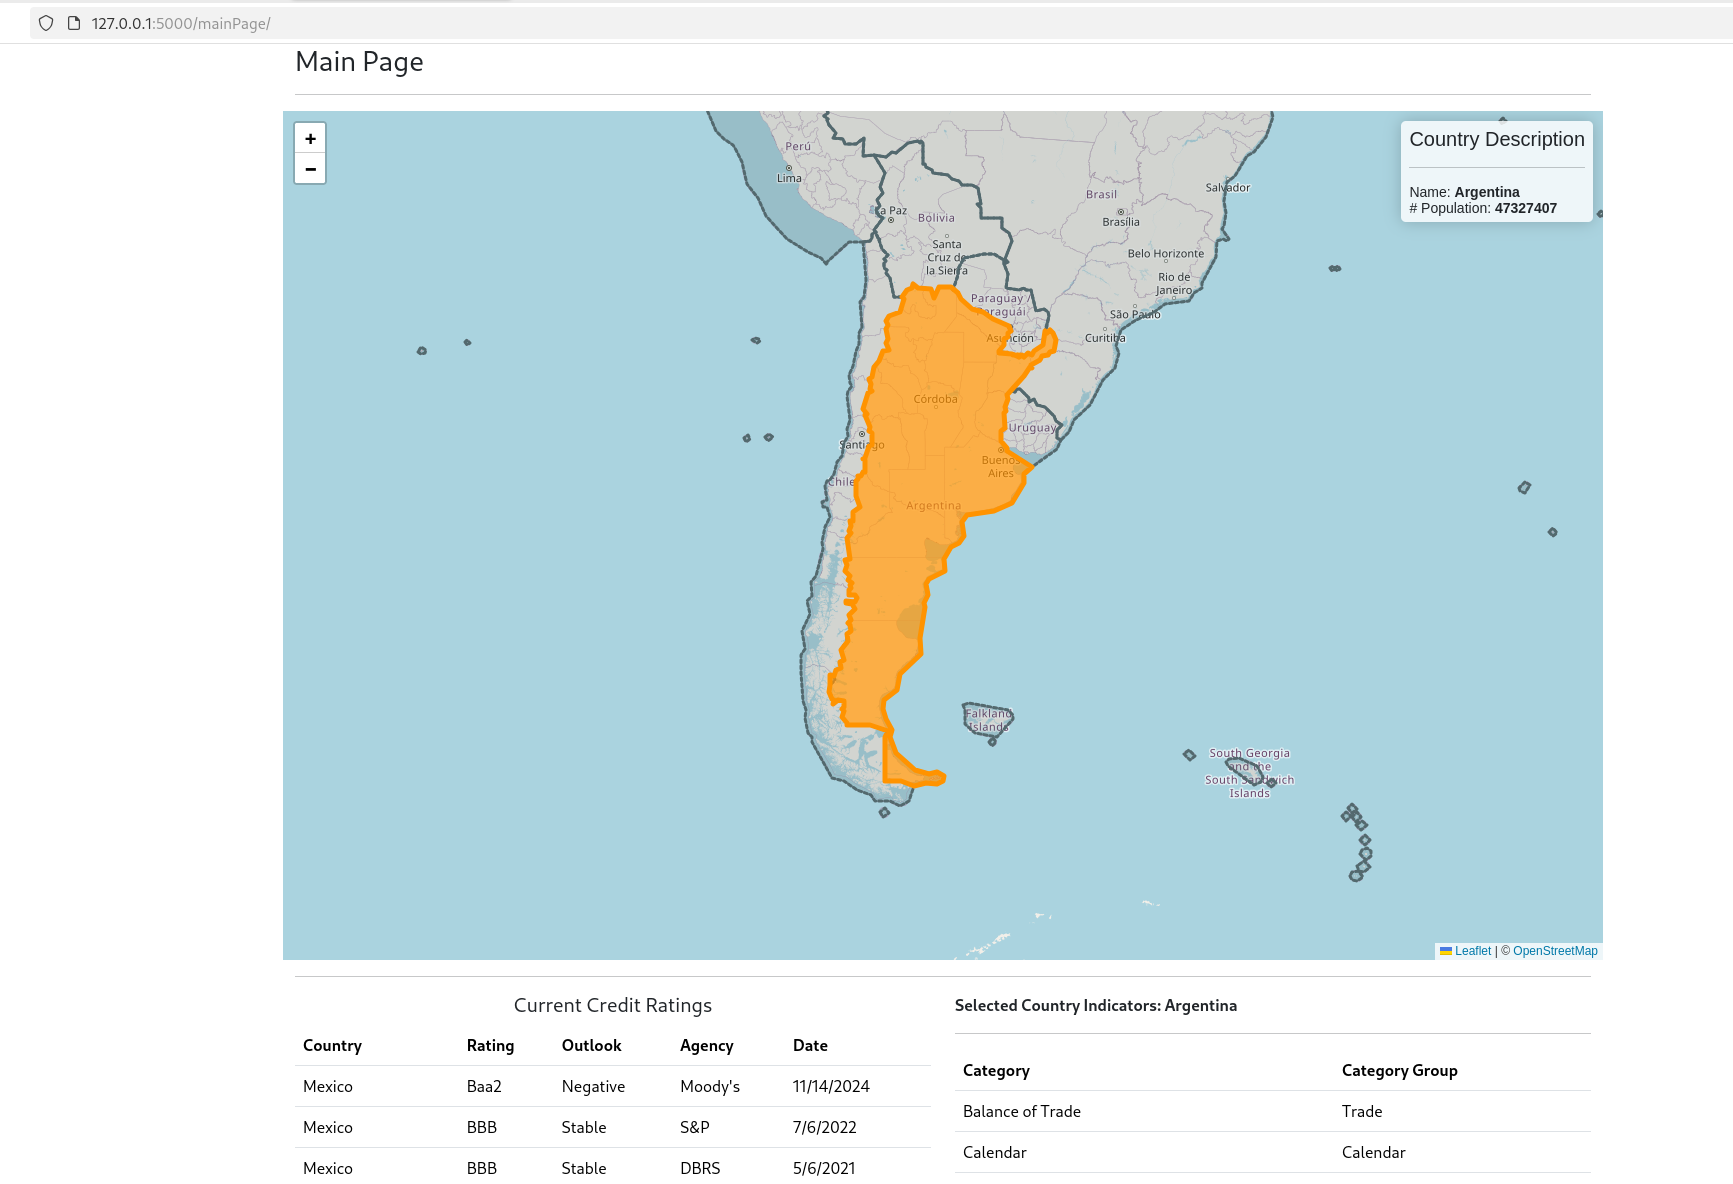 127.0.0.1:5000/mainPage/
Main Page
+
−
Country Description
Name: Argentina
# Population: 47327407
Perú
Lima
La Paz
Bolivia
Santa
Cruz de
la Sierra
Brasil
Brasília
Salvador
Belo Horizonte
Rio de
Janeiro
São Paulo
Curitiba
Paraguay /
Paraguái
Asunción
Córdoba
Uruguay
Santiago
Buenos
Aires
Chile
Argentina
Falkland
Islands
South Georgia
and the
South Sandwich
Islands
Leaflet | © OpenStreetMap
Current Credit Ratings
Country Rating Outlook Agency Date
Mexico Baa2 Negative Moody's 11/14/2024
Mexico BBB Stable S&P 7/6/2022
Mexico BBB Stable DBRS 5/6/2021
Selected Country Indicators: Argentina
Category Category Group
Balance of Trade Trade
Calendar Calendar